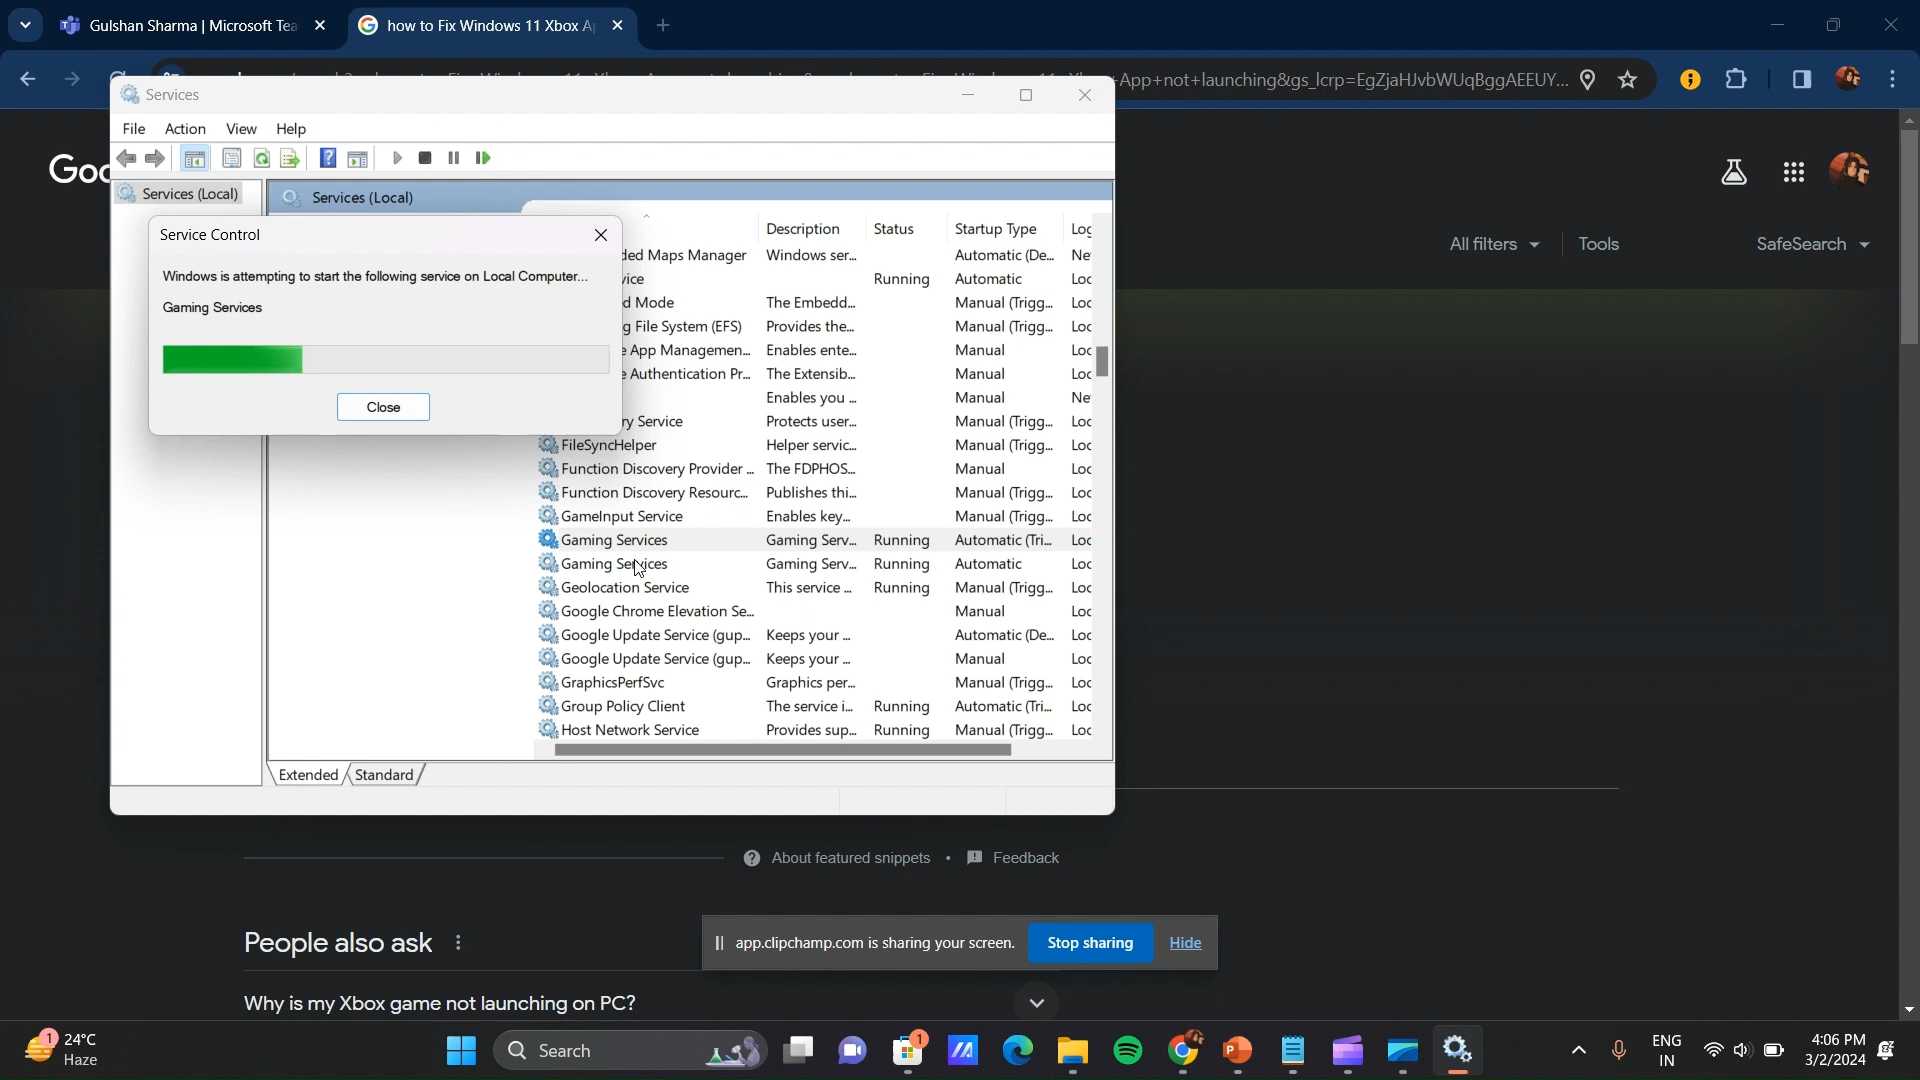 Gulshan Sharma | Microsoft Tea
how to Fix Windows 11 Xbox A
+App+not+launching&gs_lcrp=EgZjaHJvbWUqBggAEEUY...
Services
File Action View Help
Goo
Services (Local)
Services (Local)
All filters
Tools
SafeSearch
Service Control
Windows is attempting to start the following service on Local Computer...
Gaming Services
Close
Description Status Startup Type Log
ded Maps Manager Windows ser... Automatic (De... Ne
vice Running Automatic Loc
d Mode The Embedd... Manual (Trigg... Loc
g File System (EFS) Provides the... Manual (Trigg... Loc
e App Managemen... Enables ente... Manual Loc
e Authentication Pr... The Extensib... Manual Loc
Enables you ... Manual Ne
ry Service Protects user... Manual (Trigg... Loc
FileSyncHelper Helper servic... Manual (Trigg... Loc
Function Discovery Provider ... The FDPHOS... Manual Loc
Function Discovery Resourc... Publishes thi... Manual (Trigg... Loc
GameInput Service Enables key... Manual (Trigg... Loc
Gaming Services Gaming Serv... Running Automatic (Tri... Loc
Gaming Services Gaming Serv... Running Automatic Loc
Geolocation Service This service ... Running Manual (Trigg... Loc
Google Chrome Elevation Se... Manual Loc
Google Update Service (gup... Keeps your ... Automatic (De... Loc
Google Update Service (gup... Keeps your ... Manual Loc
GraphicsPerfSvc Graphics per... Manual (Trigg... Loc
Group Policy Client The service i... Running Automatic (Tri... Loc
Host Network Service Provides sup... Running Manual (Trigg... Loc
Extended Standard
About featured snippets • Feedback
People also ask
app.clipchamp.com is sharing your screen. Stop sharing Hide
Why is my Xbox game not launching on PC?
1 24°C
Haze
Search
1
ENG
IN
4:06 PM
3/2/2024